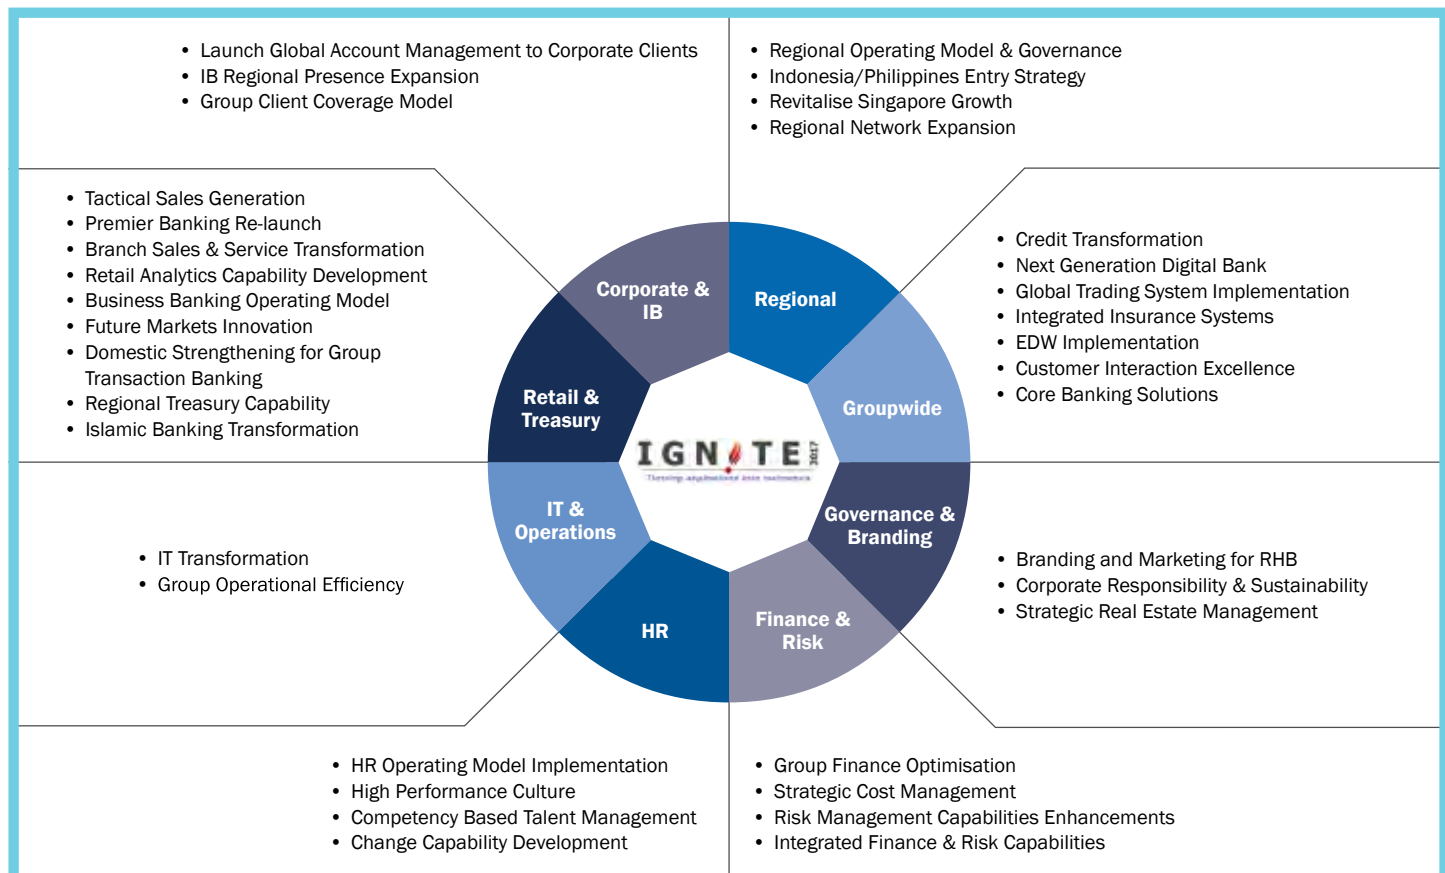 • Launch Global Account Management to Corporate Clients
• IB Regional Presence Expansion
• Group Client Coverage Model
• Regional Operating Model & Governance
• Indonesia/Philippines Entry Strategy
• Revitalise Singapore Growth
• Regional Network Expansion
• Tactical Sales Generation
• Premier Banking Re-launch
• Branch Sales & Service Transformation
• Retail Analytics Capability Development
• Business Banking Operating Model
• Future Markets Innovation
• Domestic Strengthening for Group
Transaction Banking
• Regional Treasury Capability
• Islamic Banking Transformation
• Credit Transformation
• Next Generation Digital Bank
• Global Trading System Implementation
• Integrated Insurance Systems
• EDW Implementation
• Customer Interaction Excellence
• Core Banking Solutions
Corporate &
IB
Regional
Retail &
Treasury
Groupwide
IGNITE 2017
IT &
Operations
Governance &
Branding
HR
Finance &
Risk
• IT Transformation
• Group Operational Efficiency
• Branding and Marketing for RHB
• Corporate Responsibility & Sustainability
• Strategic Real Estate Management
• HR Operating Model Implementation
• High Performance Culture
• Competency Based Talent Management
• Change Capability Development
• Group Finance Optimisation
• Strategic Cost Management
• Risk Management Capabilities Enhancements
• Integrated Finance & Risk Capabilities